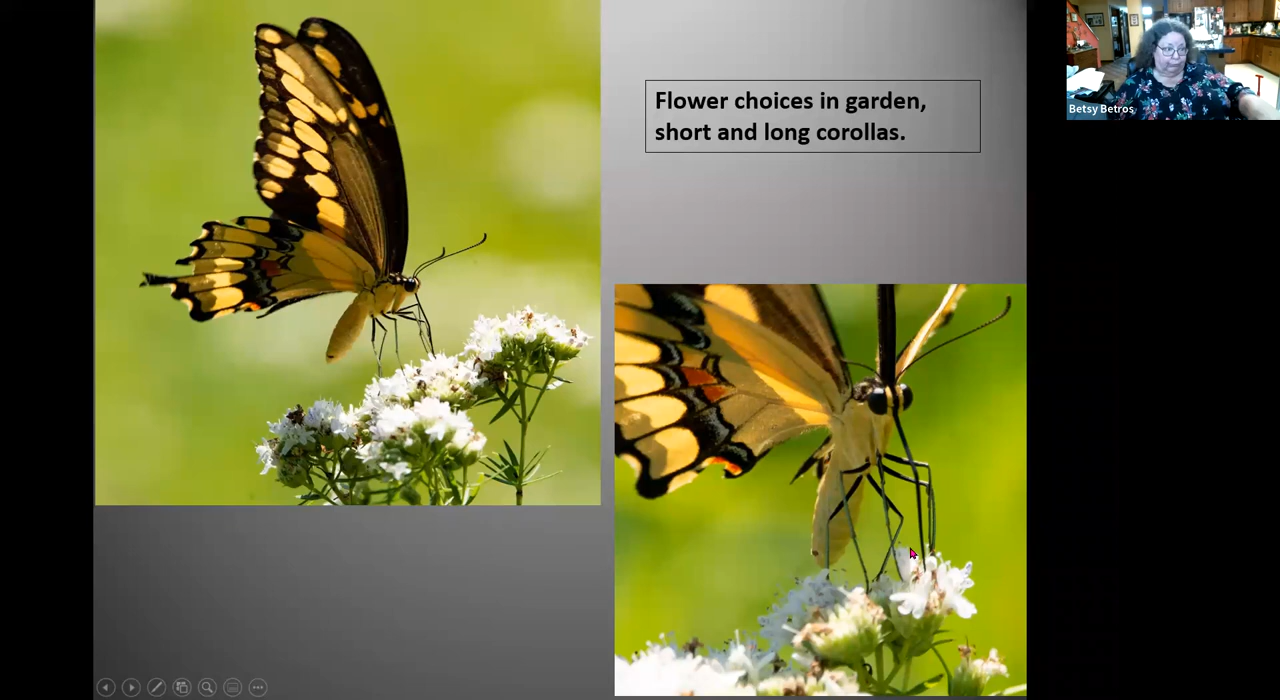 Flower choices in garden,
short and long corollas.
Betsy Betros